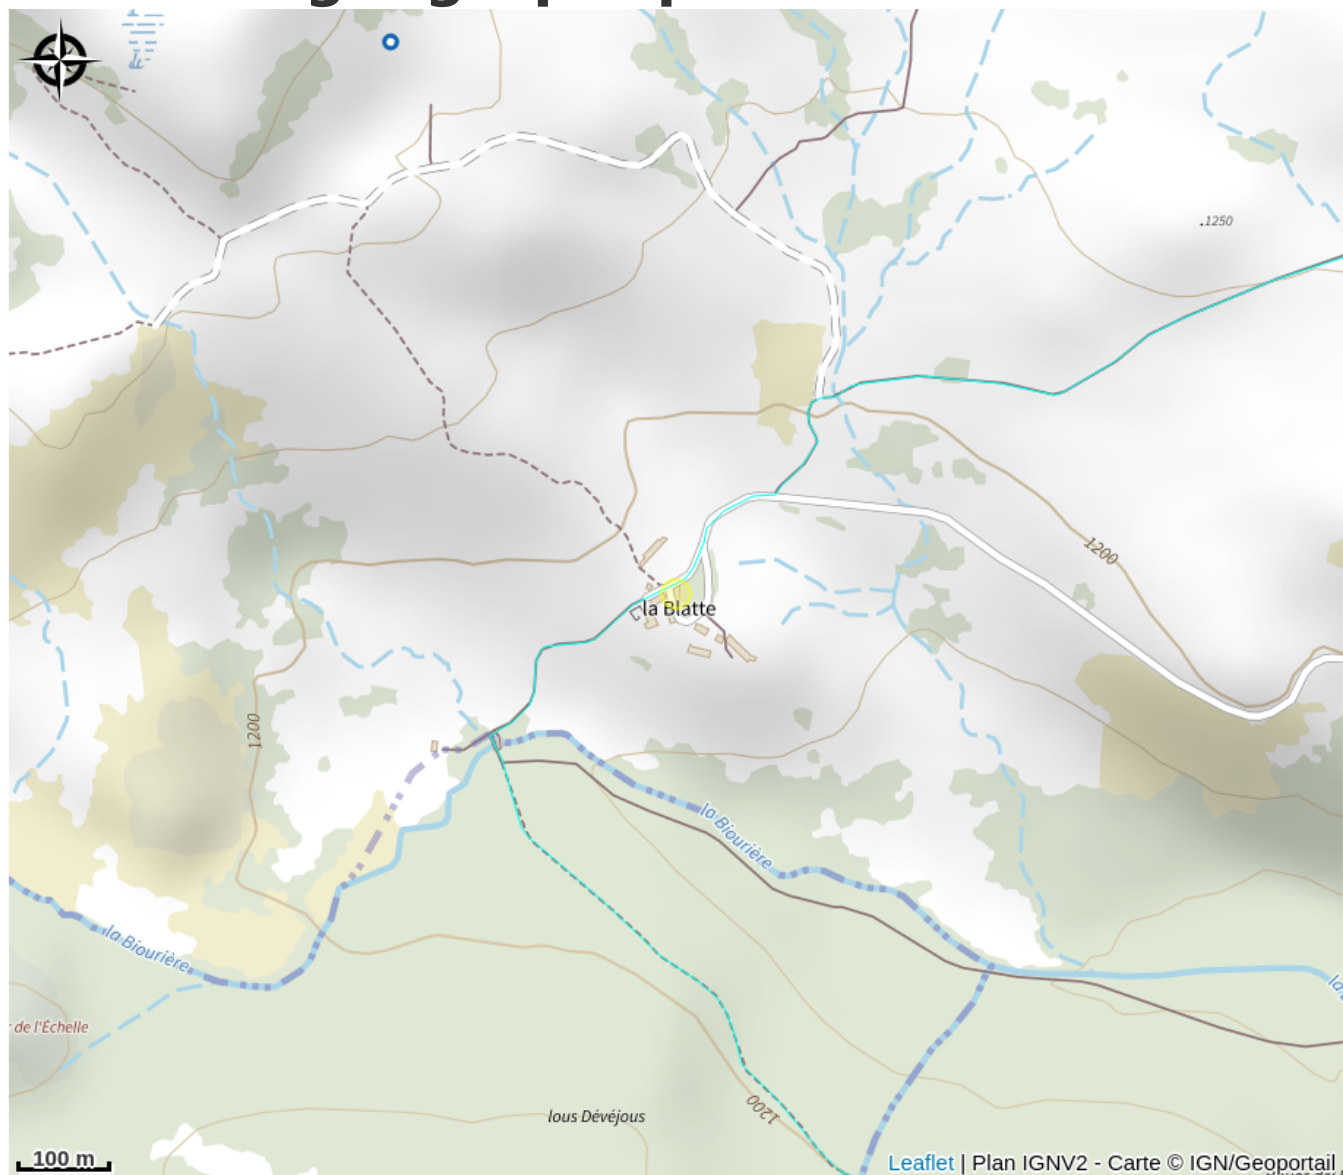 1250
1200
la Blatte
1200
la Biourière
la Biourière
r de l'Échelle
lous Dévéjous
1200
100 m
Leaflet | Plan IGNV2 - Carte © IGN/Geoportail